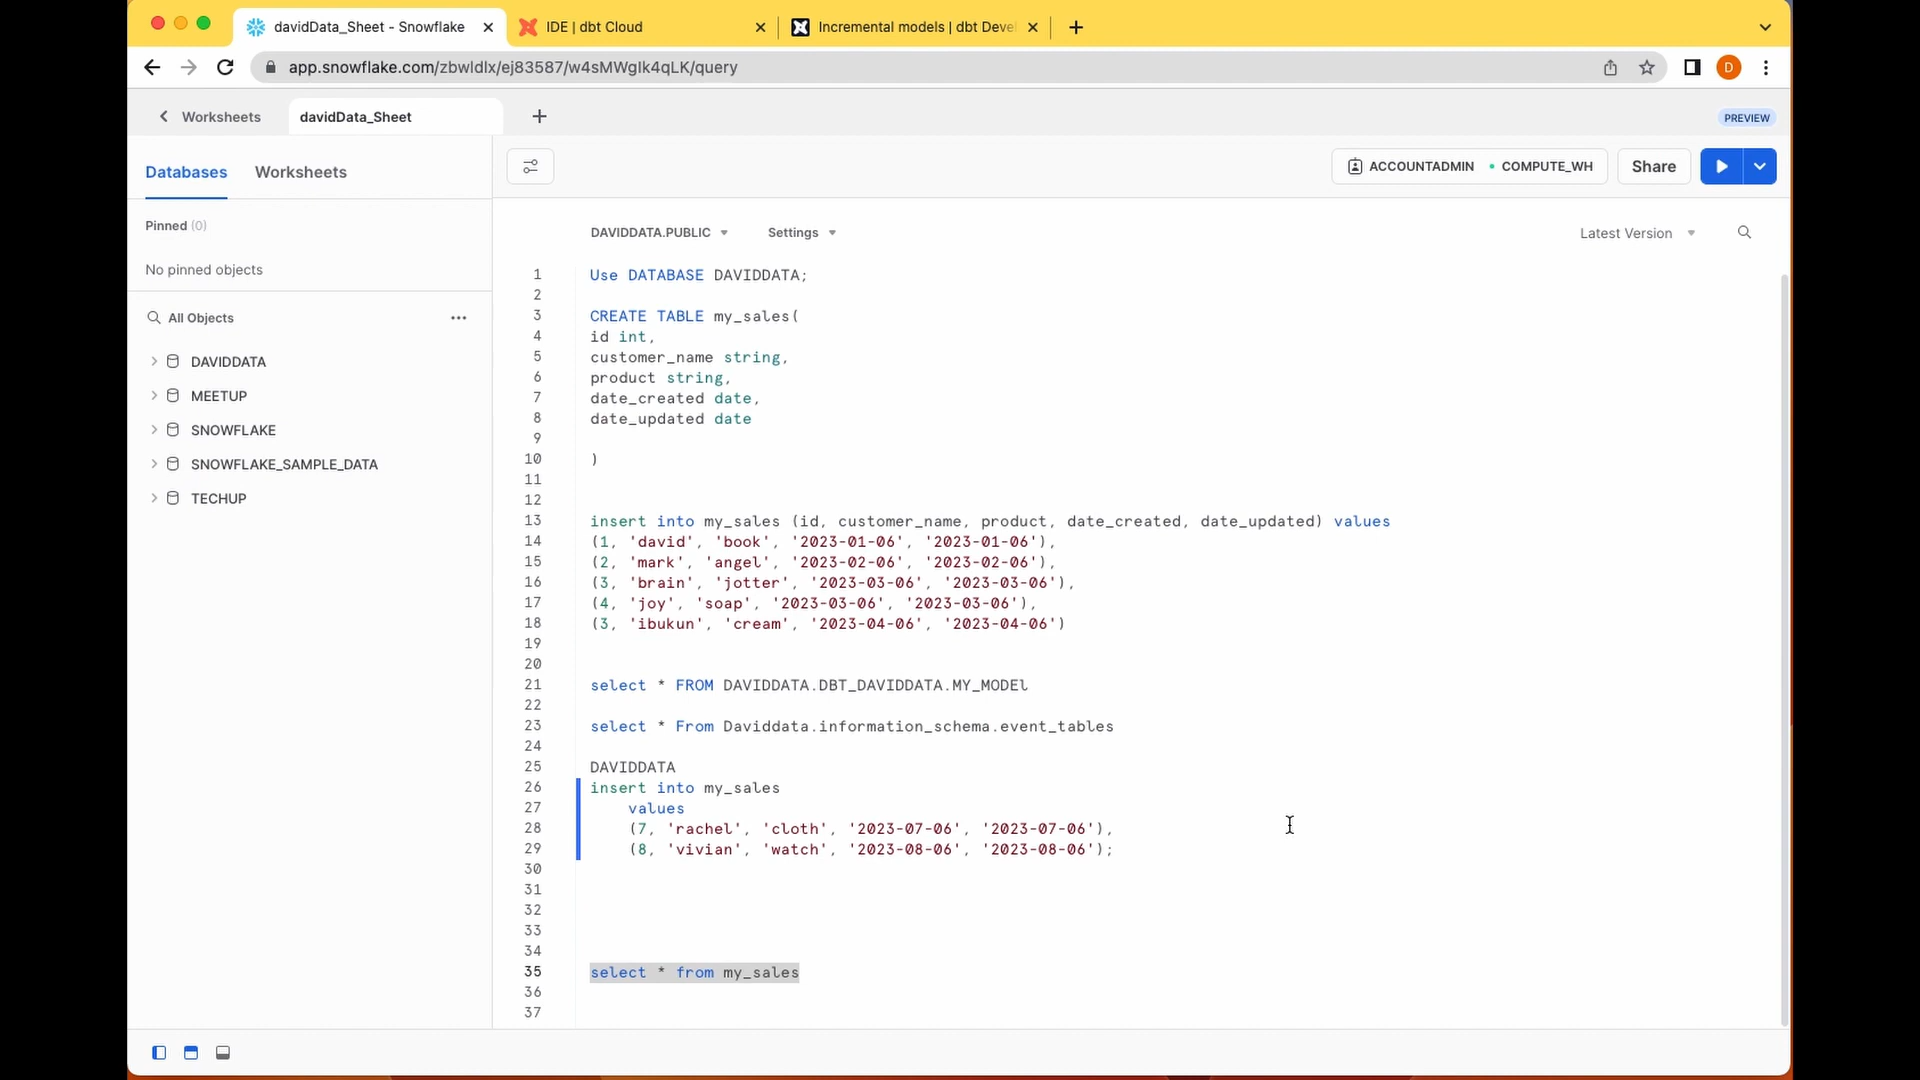 davidData_Sheet - Snowflake
IDE | dbt Cloud
Incremental models | dbt Deve
app.snowflake.com/zbwldlx/ej83587/w4sMWgIk4qLK/query
D
Worksheets
davidData_Sheet
PREVIEW
Databases
Worksheets
ACCOUNTADMIN
COMPUTE_WH
Share
Pinned (0)
No pinned objects
DAVIDDATA.PUBLIC
Settings
Latest Version
All Objects
DAVIDDATA
MEETUP
SNOWFLAKE
SNOWFLAKE_SAMPLE_DATA
TECHUP
1 Use DATABASE DAVIDDATA;
2
3 CREATE TABLE my_sales(
4 id int,
5 customer_name string,
6 product string,
7 date_created date,
8 date_updated date
9
10 )
11
12
13 insert into my_sales (id, customer_name, product, date_created, date_updated) values
14 (1, 'david', 'book', '2023-01-06', '2023-01-06'),
15 (2, 'mark', 'angel', '2023-02-06', '2023-02-06'),
16 (3, 'brain', 'jotter', '2023-03-06', '2023-03-06'),
17 (4, 'joy', 'soap', '2023-03-06', '2023-03-06'),
18 (3, 'ibukun', 'cream', '2023-04-06', '2023-04-06')
19
20
21 select * FROM DAVIDDATA.DBT_DAVIDDATA.MY_MODEl
22
23 select * From Daviddata.information_schema.event_tables
24
25 DAVIDDATA
26 insert into my_sales
27 values
28 (7, 'rachel', 'cloth', '2023-07-06', '2023-07-06'),
29 (8, 'vivian', 'watch', '2023-08-06', '2023-08-06');
30
31
32
33
34
35 select * from my_sales
36
37